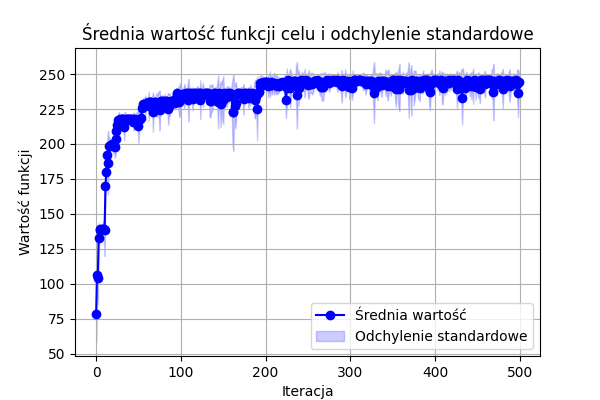 Średnia wartość funkcji celu i odchylenie standardowe
250
225
200
175
150
125
100
75
50
Wartość funkcji
0 100 200 300 400 500
Iteracja
Średnia wartość
Odchylenie standardowe